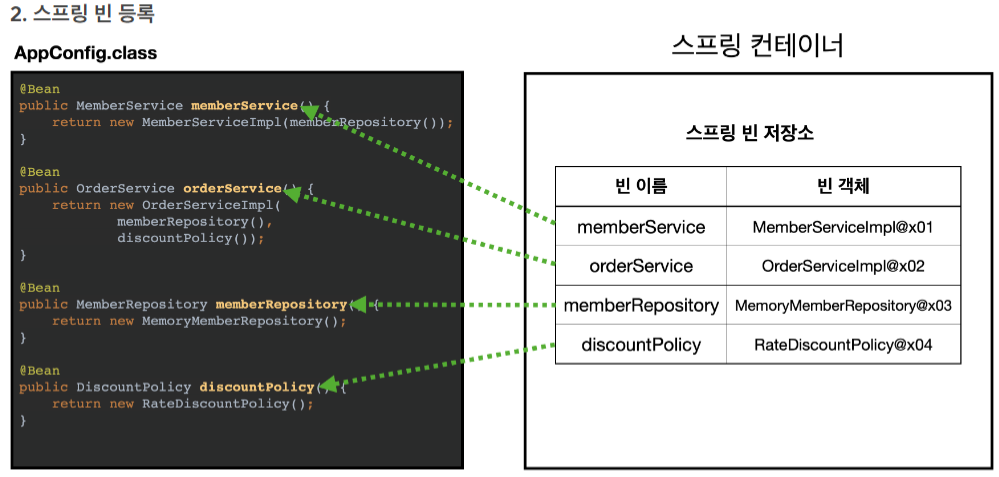 2. 스프링 빈 등록
AppConfig.class
@Bean
public MemberService memberService() {
    return new MemberServiceImpl(memberRepository());
}
@Bean
public OrderService orderService() {
    return new OrderServiceImpl(
            memberRepository(),
            discountPolicy());
}
@Bean
public MemberRepository memberRepository() {
    return new MemoryMemberRepository();
}
@Bean
public DiscountPolicy discountPolicy() {
    return new RateDiscountPolicy();
}
스프링 컨테이너
스프링 빈 저장소
빈 이름 빈 객체
memberService MemberServiceImpl@x01
orderService OrderServiceImpl@x02
memberRepository MemoryMemberRepository@x03
discountPolicy RateDiscountPolicy@x04